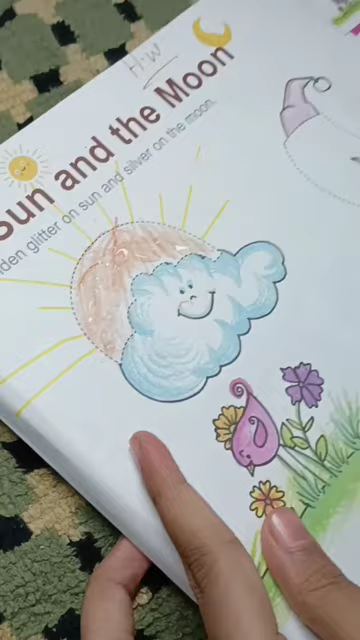 H.W
Sun and the Moon
glitter on sun and silver on the moon.